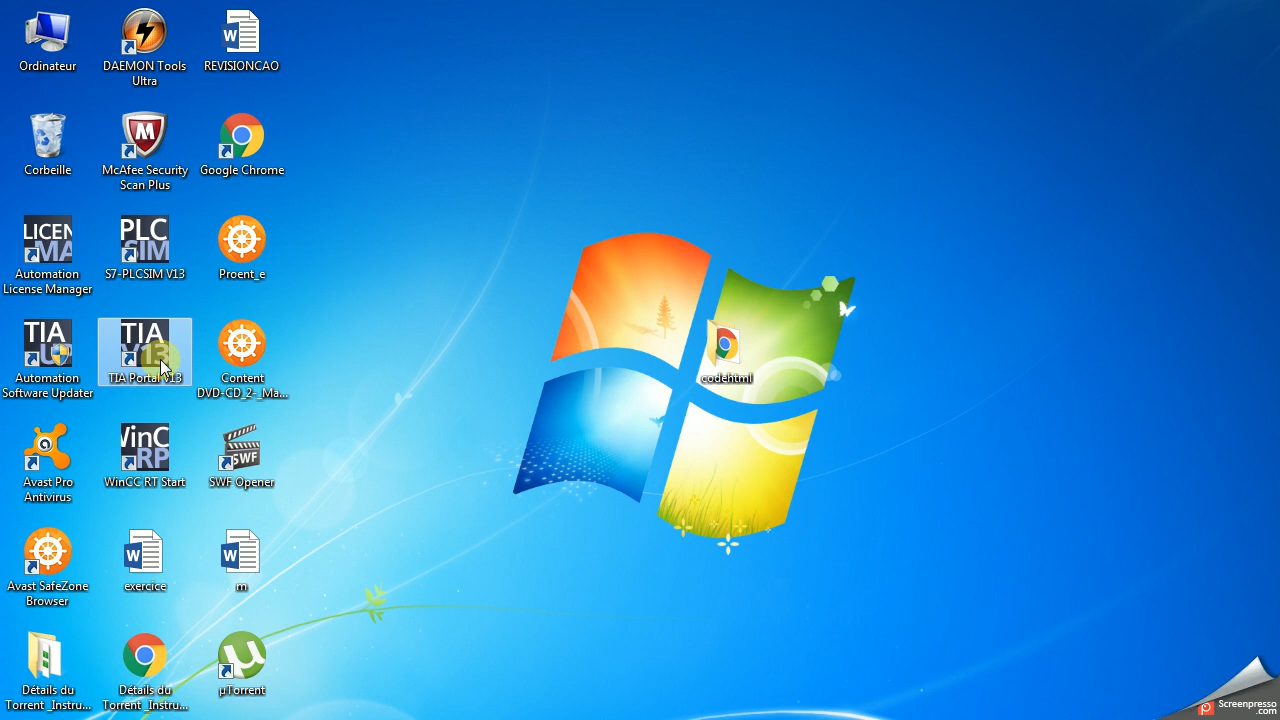 Ordinateur
DAEMON Tools
Ultra
W
REVISIONCAO
Corbeille
M
McAfee Security
Scan Plus
Google Chrome
LICEN
MA
Automation
License Manager
PLC
SIM
S7-PLCSIM V13
Proent_e
TIA
Automation
Software Updater
TIA
V13
TIA Portal V13
Content
DVD-CD_2-_Ma...
Avast Pro
Antivirus
WinC
RP
WinCC RT Start
SWF
SWF Opener
Avast SafeZone
Browser
W
exercice
W
m
Détails du
Torrent _Instru...
Détails du
Torrent _Instru...
µ
µTorrent
codehtml
Screenpresso
.com